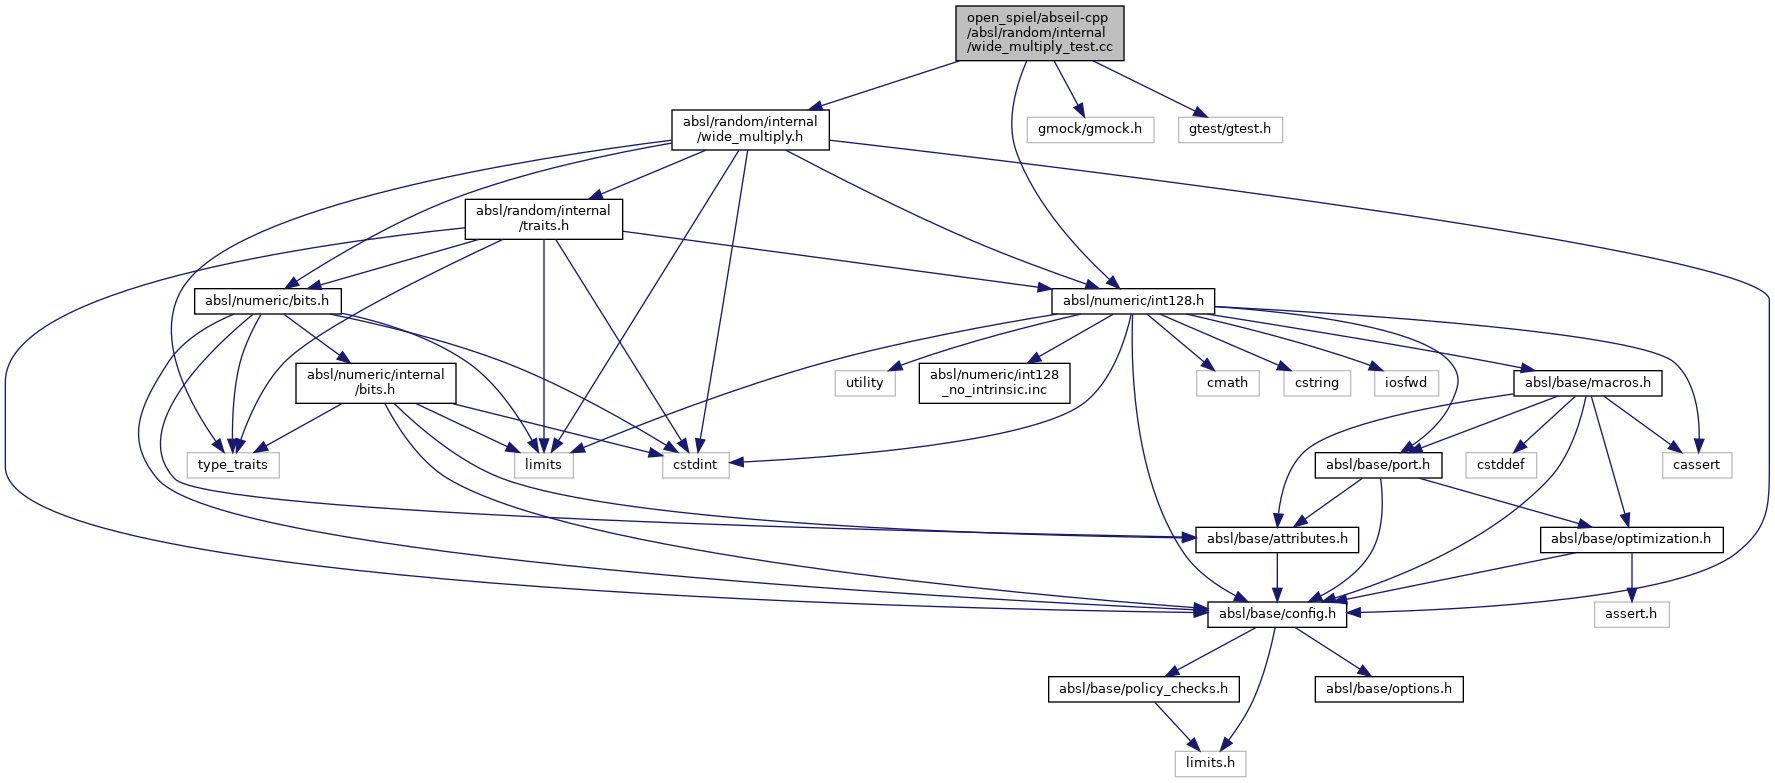 open_spiel/abseil-cpp
/absl/random/internal
/wide_multiply_test.cc
absl/random/internal
/wide_multiply.h
gmock/gmock.h
gtest/gtest.h
absl/random/internal
/traits.h
absl/numeric/bits.h
absl/numeric/int128.h
absl/numeric/internal
/bits.h
utility
absl/numeric/int128
_no_intrinsic.inc
cmath
cstring
iosfwd
absl/base/macros.h
type_traits
limits
cstdint
absl/base/port.h
cstddef
cassert
absl/base/attributes.h
absl/base/optimization.h
absl/base/config.h
assert.h
absl/base/policy_checks.h
absl/base/options.h
limits.h